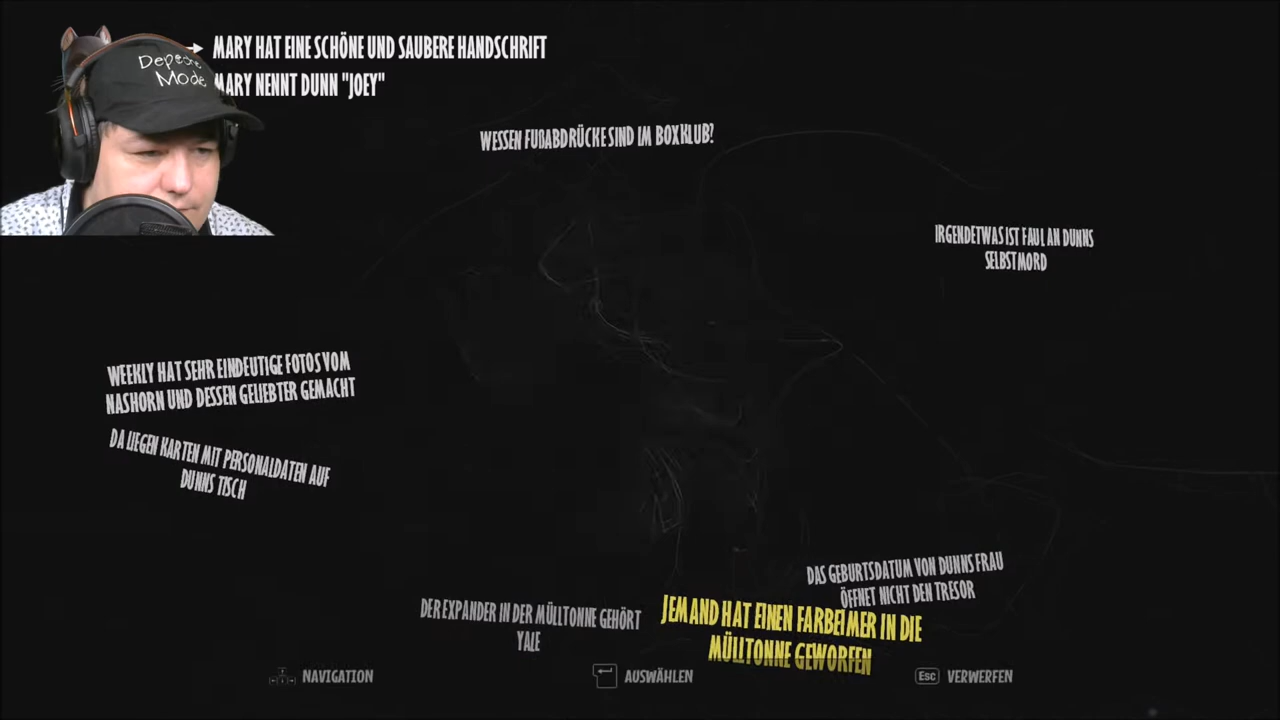 MARY HAT EINE SCHÖNE UND SAUBERE HANDSCHRIFT
Depeche
Mode
MARY NENNT DUNN "JOEY"
WESSEN FUẞABDRÜCKE SIND IM BOXKLUB?
IRGENDETWAS IST FAUL AN DUNNS
SELBSTMORD
WEEKLY HAT SEHR EINDEUTIGE FOTOS VOM
NASHORN UND DESSEN GELIEBTER GEMACHT
DA LIEGEN KARTEN MIT PERSONALDATEN AUF
DUNNS TISCH
DAS GEBURTSDATUM VON DUNNS FRAU
ÖFFNET NICHT DEN TRESOR
DER EXPANDER IN DER MÜLLTONNE GEHÖRT
YALE
JEMAND HAT EINEN FARBEIMER IN DIE
MÜLLTONNE GEWORFEN
NAVIGATION
AUSWÄHLEN
Esc VERWERFEN